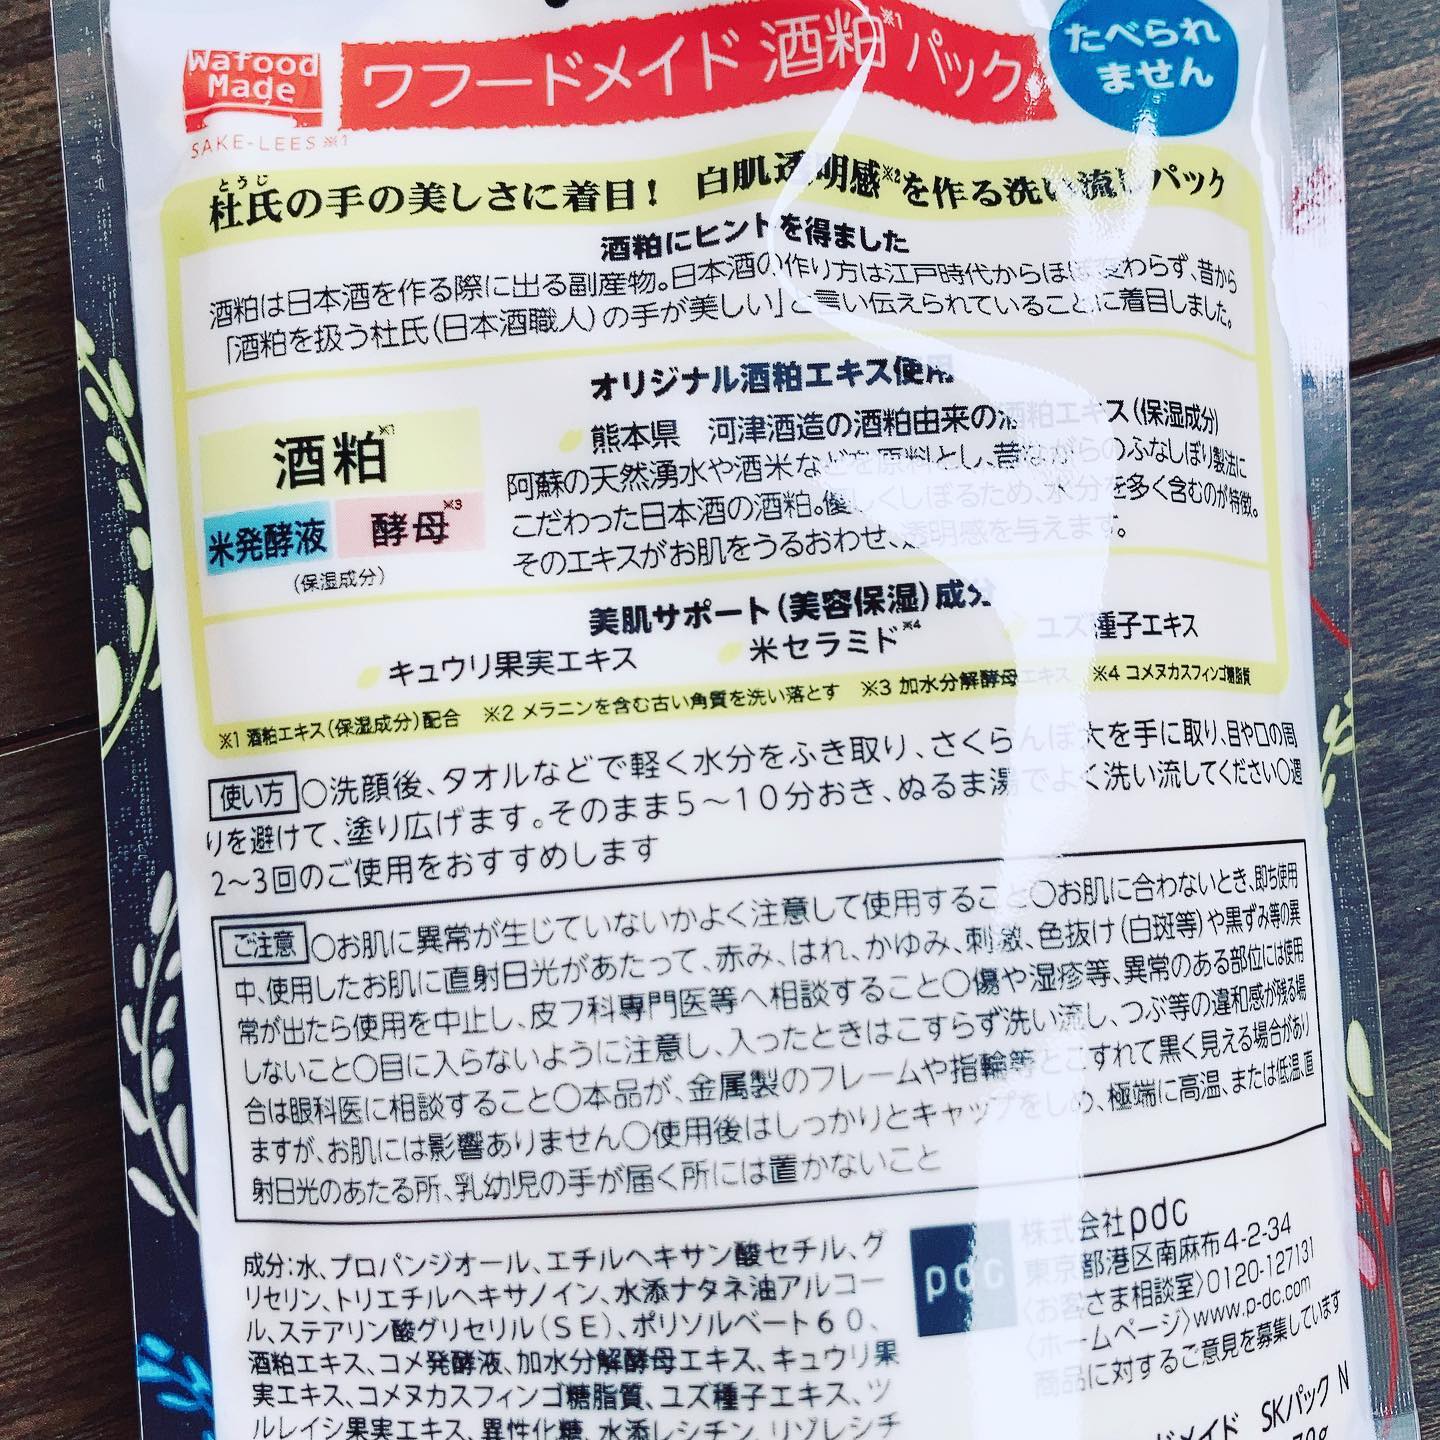 Wafood
Made
SAKE-LEES※1
ワフードメイド 酒粕※1パック
たべられ
ません
とうじ
杜氏の手の美しさに着目! 白肌透明感※2を作る洗い流しパック
酒粕にヒントを得ました
酒粕は日本酒を作る際に出る副産物。日本酒の作り方は江戸時代からほぼ変わらず、昔から
「酒粕を扱う杜氏(日本酒職人)の手が美しい」と言い伝えられていることに着目しました。
オリジナル酒粕エキス使用
酒粕※1
米発酵液
酵母※3
(保湿成分)
熊本県 河津酒造の酒粕由来の酒粕エキス(保湿成分)
阿蘇の天然湧水や酒米などを原料とし、昔ながらのふなしぼり製法に
こだわった日本酒の酒粕。優しくしぼるため、水分を多く含むのが特徴。
そのエキスがお肌をうるおわせ、透明感を与えます。
美肌サポート(美容保湿)成分
キュウリ果実エキス 米セラミド※4 ユズ種子エキス
※1 酒粕エキス(保湿成分)配合 ※2 メラニンを含む古い角質を洗い落とす ※3 加水分解酵母エキス ※4 コメヌカスフィンゴ糖脂質
使い方 〇洗顔後、タオルなどで軽く水分をふき取り、さくらんぼ大を手に取り、目や口の周
りを避けて、塗り広げます。そのまま5〜10分おき、ぬるま湯でよく洗い流してください〇週
2〜3回のご使用をおすすめします
ご注意 〇お肌に異常が生じていないかよく注意して使用すること〇お肌に合わないとき、即ち使用
中、使用したお肌に直射日光があたって、赤み、はれ、かゆみ、刺激、色抜け(白斑等)や黒ずみ等の異
常が出たら使用を中止し、皮フ科専門医等へ相談すること〇傷や湿疹等、異常のある部位には使用
しないこと〇目に入らないように注意し、入ったときはこすらず洗い流し、つぶ等の違和感が残る場
合は眼科医に相談すること〇本品が、金属製のフレームや指輪等とこすれて黒く見える場合があり
ますが、お肌には影響ありません〇使用後はしっかりとキャップをしめ、極端に高温、または低温、直
射日光のあたる所、乳幼児の手が届く所には置かないこと
成分:水、プロパンジオール、エチルヘキサン酸セチル、グ
リセリン、トリエチルヘキサノイン、水添ナタネ油アルコー
ル、ステアリン酸グリセリル(SE)、ポリソルベート60、
酒粕エキス、コメ発酵液、加水分解酵母エキス、キュウリ果
実エキス、コメヌカスフィンゴ糖脂質、ユズ種子エキス、ツ
ルレイシ果実エキス、異性化糖、水添レシチン、リゾレシチ
pdc
株式会社pdc
東京都港区南麻布4-2-34
〈お客さま相談室〉0120-127131
〈ホームページ〉www.p-dc.com
商品に対するご意見を募集しています
ドメイド SKパック N
70g